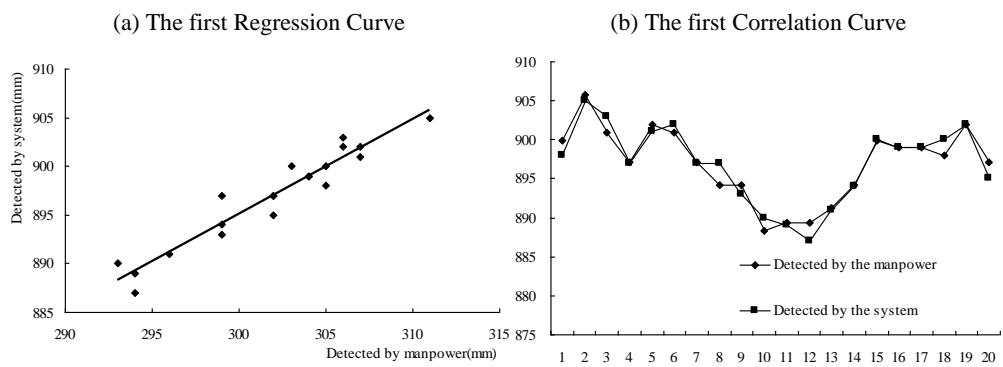 (a) The first Regression Curve
(b) The first Correlation Curve
Detected by system(mm)
910
905
900
895
890
885
290
295
300
305
310
315
Detected by manpower(mm)
910
905
900
895
890
885
880
875
Detected by the manpower
Detected by the system
1 2 3 4 5 6 7 8 9 10 11 12 13 14 15 16 17 18 19 20